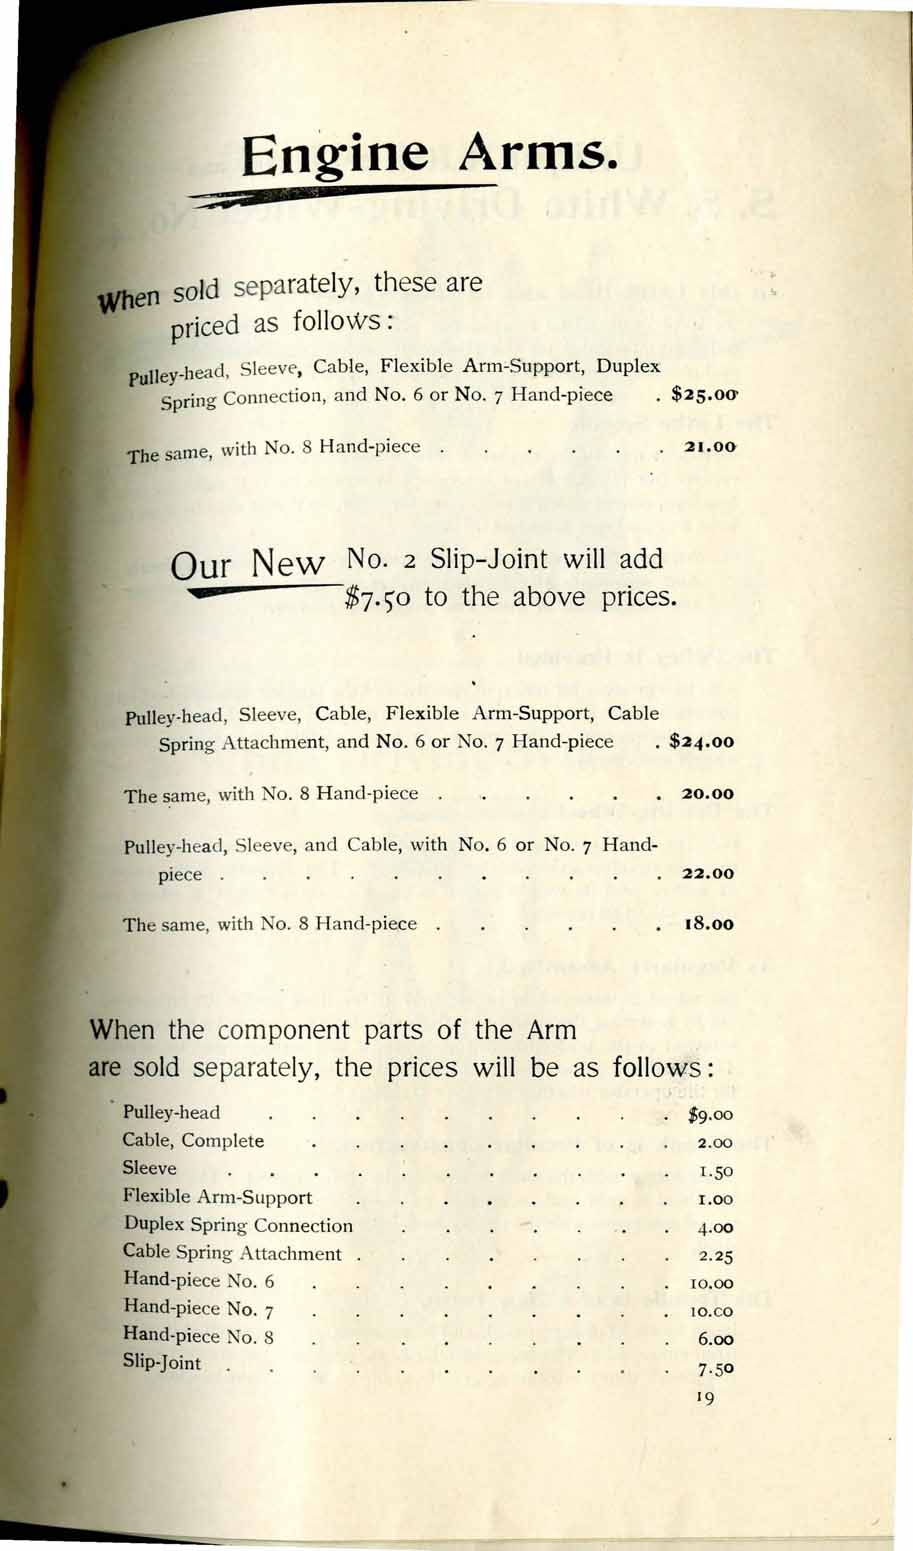 Engine Arms.
When sold separately, these are
priced as follows:
Pulley-head, Sleeve, Cable, Flexible Arm-Support, Duplex
Spring Connection, and No. 6 or No. 7 Hand-piece . $25.00
The same, with No. 8 Hand-piece . . . . . . 21.00
Our New No. 2 Slip-Joint will add
$7.50 to the above prices.
Pulley-head, Sleeve, Cable, Flexible Arm-Support, Cable
Spring Attachment, and No. 6 or No. 7 Hand-piece . $24.00
The same, with No. 8 Hand-piece . . . . . . 20.00
Pulley-head, Sleeve, and Cable, with No. 6 or No. 7 Hand-
piece . . . . . . . . . . . 22.00
The same, with No. 8 Hand-piece . . . . . . 18.00
When the component parts of the Arm
are sold separately, the prices will be as follows:
Pulley-head . . . . . . . . . . $9.00
Cable, Complete . . . . . . . . . 2.00
Sleeve . . . . . . . . . . . 1.50
Flexible Arm-Support . . . . . . . . 1.00
Duplex Spring Connection . . . . . . . 4.00
Cable Spring Attachment . . . . . . . . 2.25
Hand-piece No. 6 . . . . . . . . . 10.00
Hand-piece No. 7 . . . . . . . . . 10.00
Hand-piece No. 8 . . . . . . . . . 6.00
Slip-Joint . . . . . . . . . . . 7.50
19